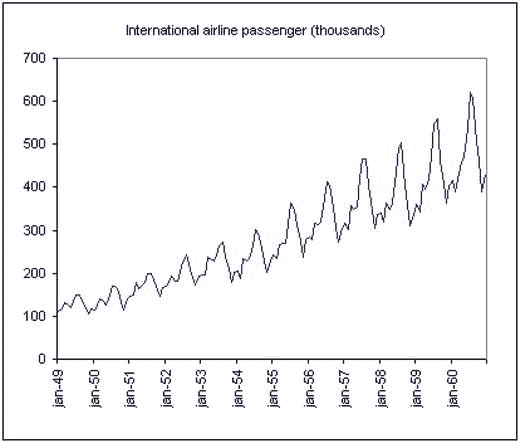 International airline passenger (thousands)
700
600
500
400
300
200
100
0
jan-49
jan-50
jan-51
jan-52
jan-53
jan-54
jan-55
jan-56
jan-57
jan-58
jan-59
jan-60